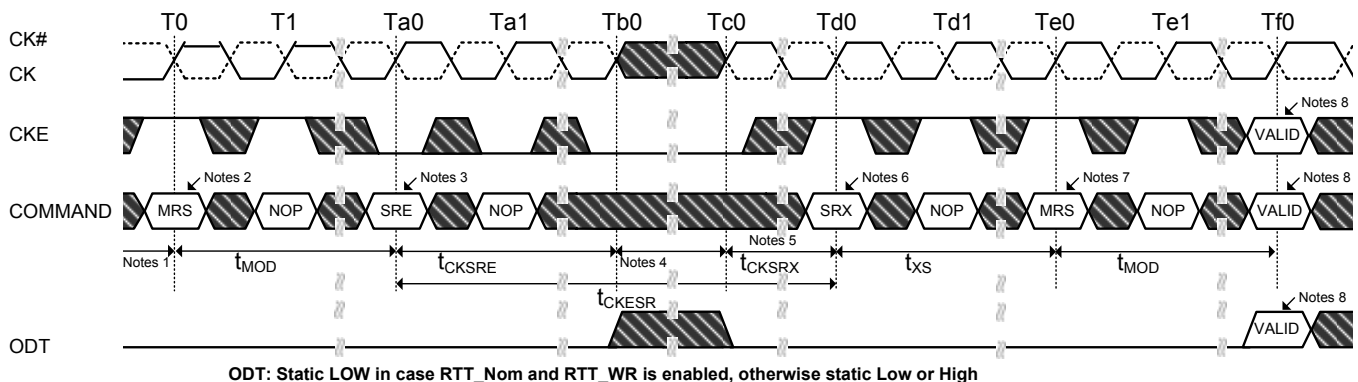 T0 T1 Ta0 Ta1 Tb0 Tc0 Td0 Td1 Te0 Te1 Tf0
CK#
CK
Notes 8
CKE VALID
Notes 2 Notes 3 Notes 6 Notes 7 Notes 8
COMMAND MRS NOP SRE NOP SRX NOP MRS NOP VALID
Notes 1 tMOD tCKSRE Notes 4 Notes 5 tCKSRX tXS tMOD
tCKESR
Notes 8
ODT VALID
ODT: Static LOW in case RTT_Nom and RTT_WR is enabled, otherwise static Low or High